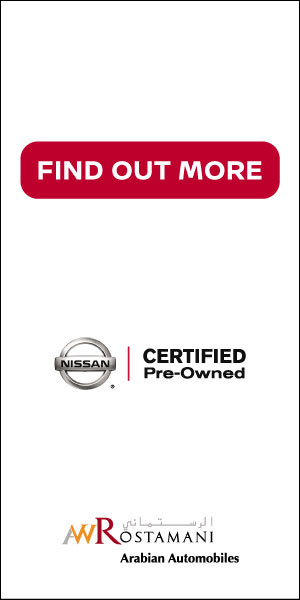 FIND OUT MORE
NISSAN
CERTIFIED
Pre-Owned
الرستماني
AWROSTAMANI
Arabian Automobiles